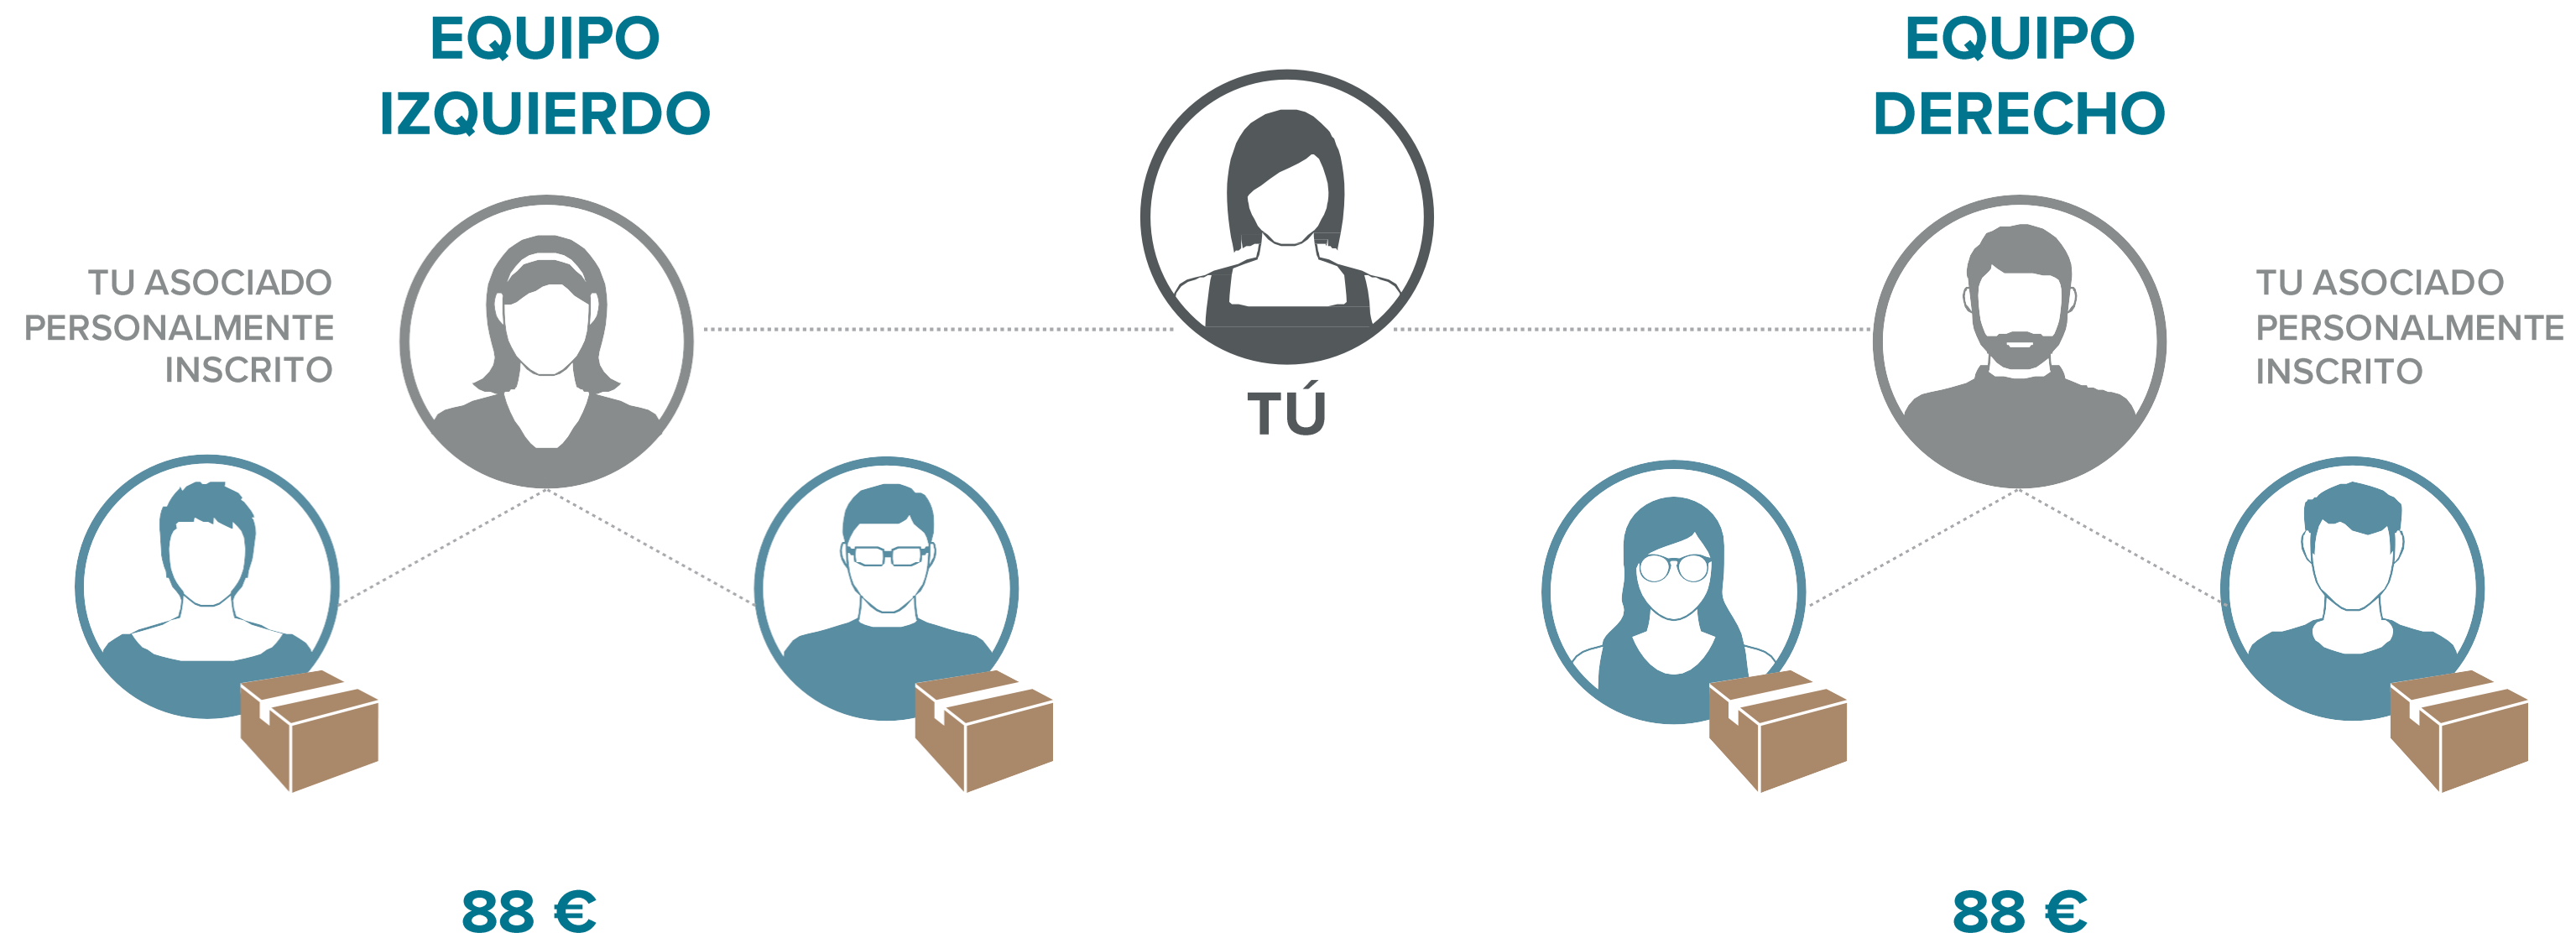 EQUIPO
IZQUIERDO
EQUIPO
DERECHO
TU ASOCIADO
PERSONALMENTE
INSCRITO
TÚ
TU ASOCIADO
PERSONALMENTE
INSCRITO
88 €
88 €